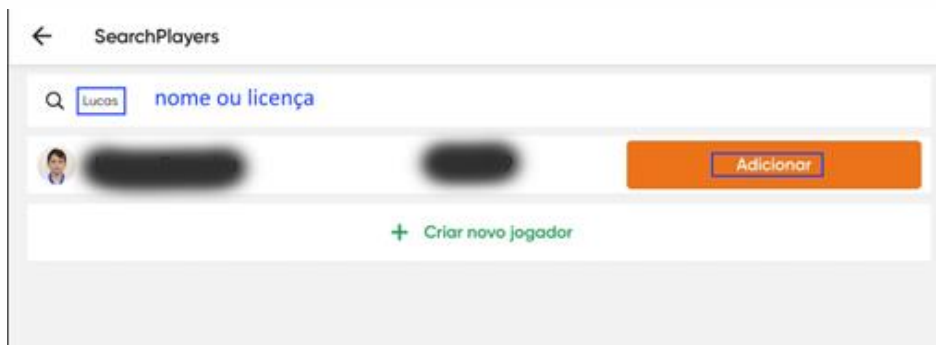 SearchPlayers
Lucas nome ou licença
Adicionar
+ Criar novo jogador